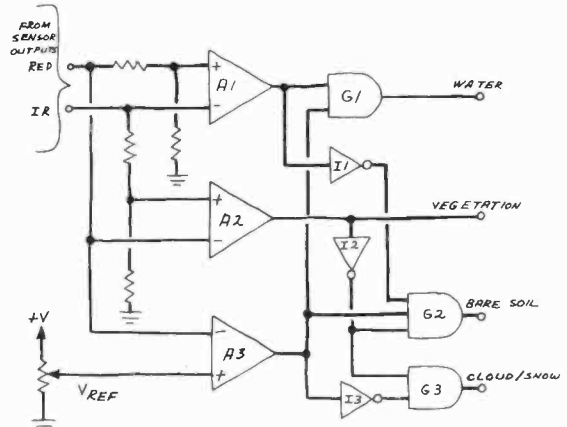 FROM
SENSOR
OUTPUTS
RED
IR
+
-
A1
G1
WATER
I1
+
-
A2
VEGETATION
I2
-
+
A3
G2
BARE SOIL
+V
VREF
I3
G3
CLOUD/SNOW